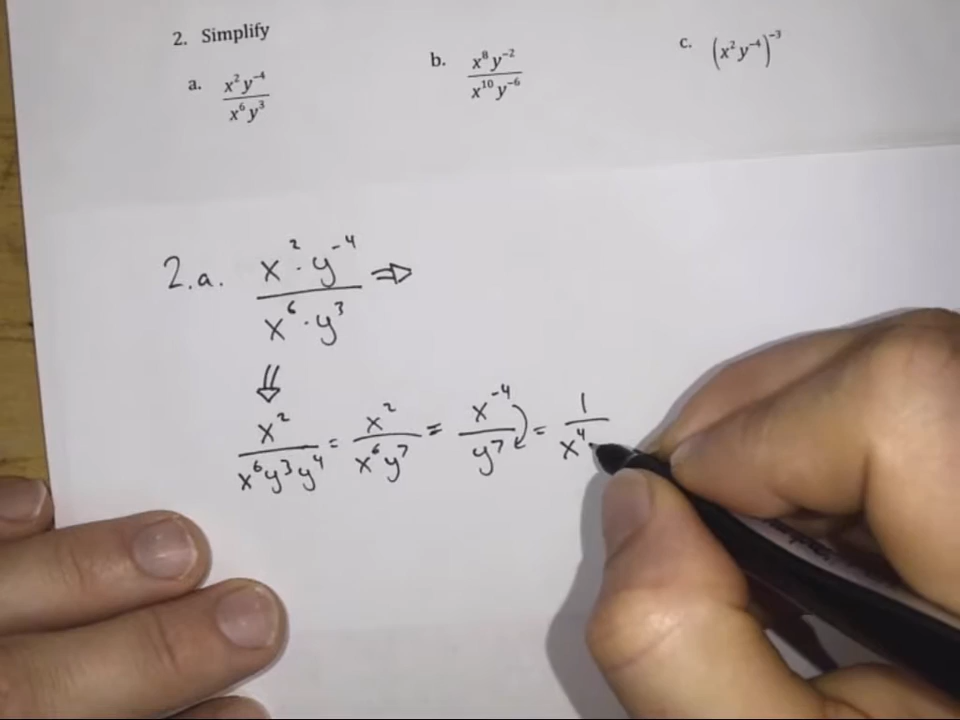 2. Simplify
a. x²y⁻⁴ / x⁶y³ b. x⁸y⁻² / x¹⁰y⁻⁶ c. (x²y⁻⁴)⁻³
2.a. x²·y⁻⁴ / x⁶·y³ ⇒
⇓
x² / x⁶y³y⁴ = x² / x⁶y⁷ = x⁻⁴ / y⁷ = 1 / x⁴·